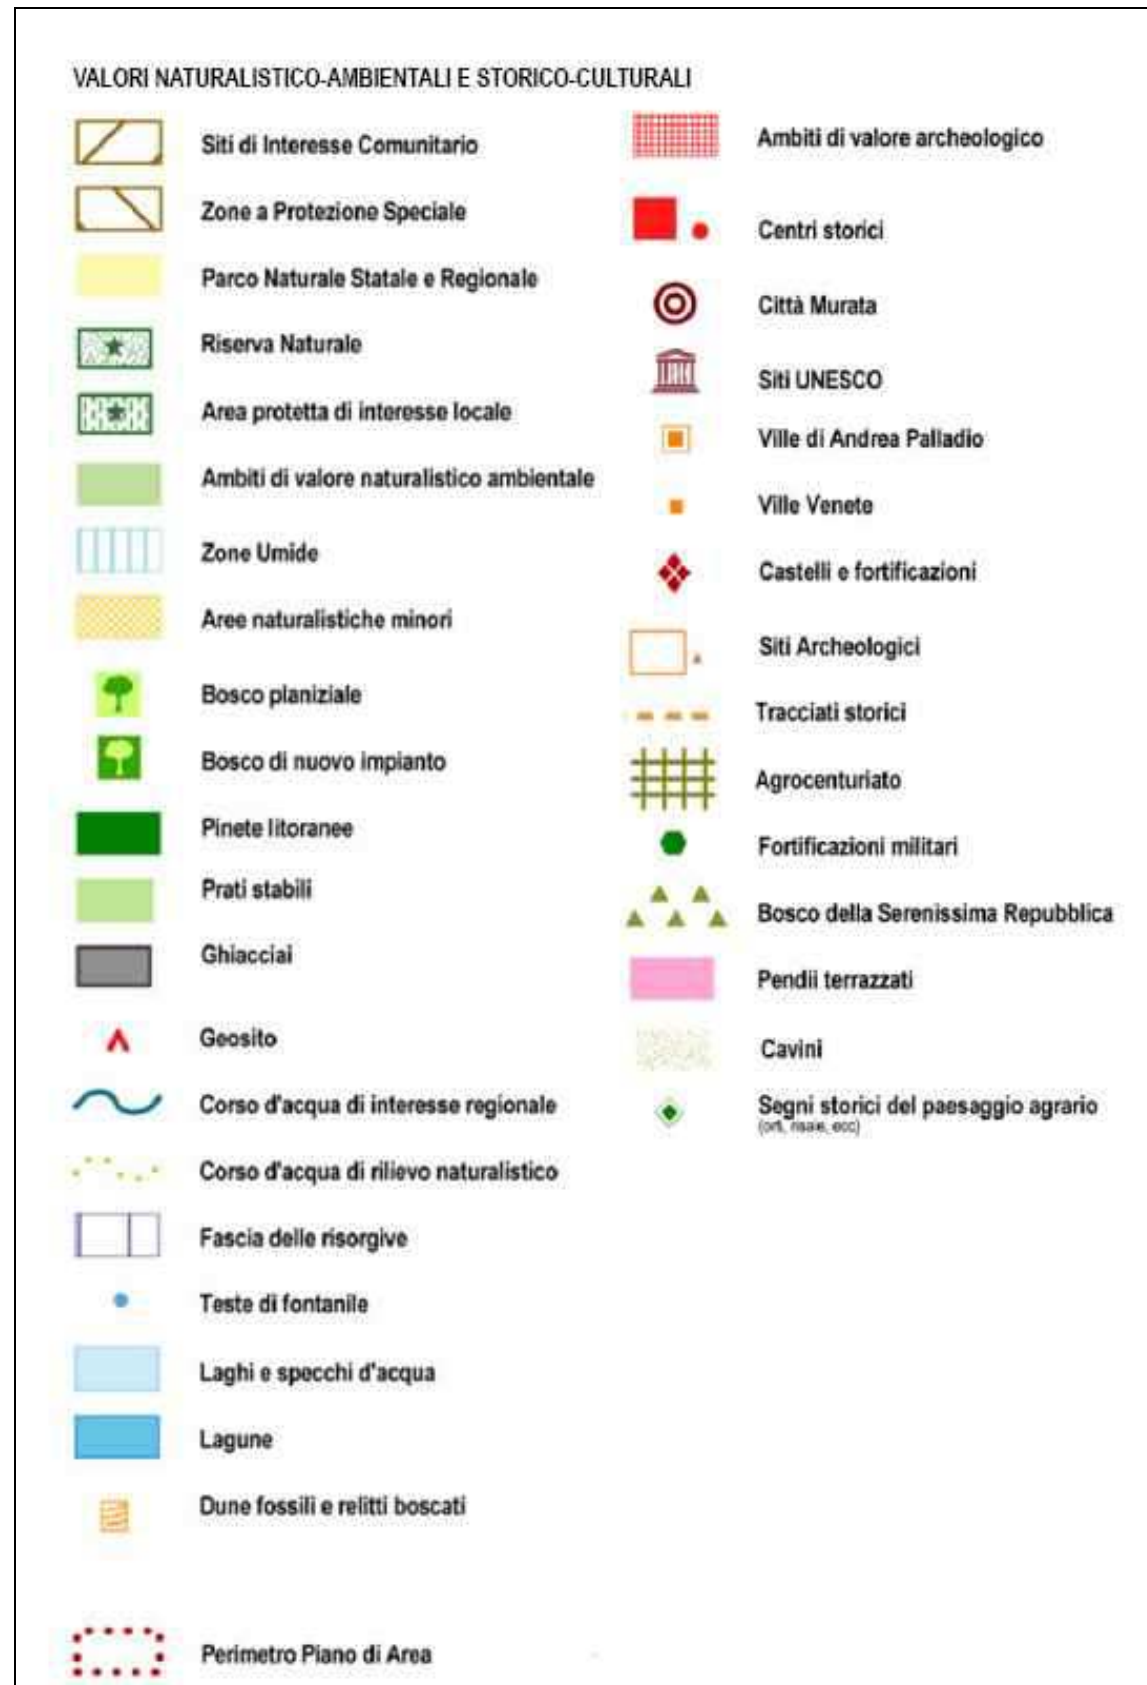 VALORI NATURALISTICO-AMBIENTALI E STORICO-CULTURALI
Siti di Interesse Comunitario
Zone a Protezione Speciale
Parco Naturale Statale e Regionale
Riserva Naturale
Area protetta di interesse locale
Ambiti di valore naturalistico ambientale
Zone Umide
Aree naturalistiche minori
Bosco planiziale
Bosco di nuovo impianto
Pinete litoranee
Prati stabili
Ghiacciai
Geosito
Corso d'acqua di interesse regionale
Corso d'acqua di rilievo naturalistico
Fascia delle risorgive
Teste di fontanile
Laghi e specchi d'acqua
Lagune
Dune fossili e relitti boscati
Perimetro Piano di Area
Ambiti di valore archeologico
Centri storici
Città Murata
Siti UNESCO
Ville di Andrea Palladio
Ville Venete
Castelli e fortificazioni
Siti Archeologici
Tracciati storici
Agrocenturiato
Fortificazioni militari
Bosco della Serenissima Repubblica
Pendii terrazzati
Cavini
Segni storici del paesaggio agrario
(orti, risaie, ecc)